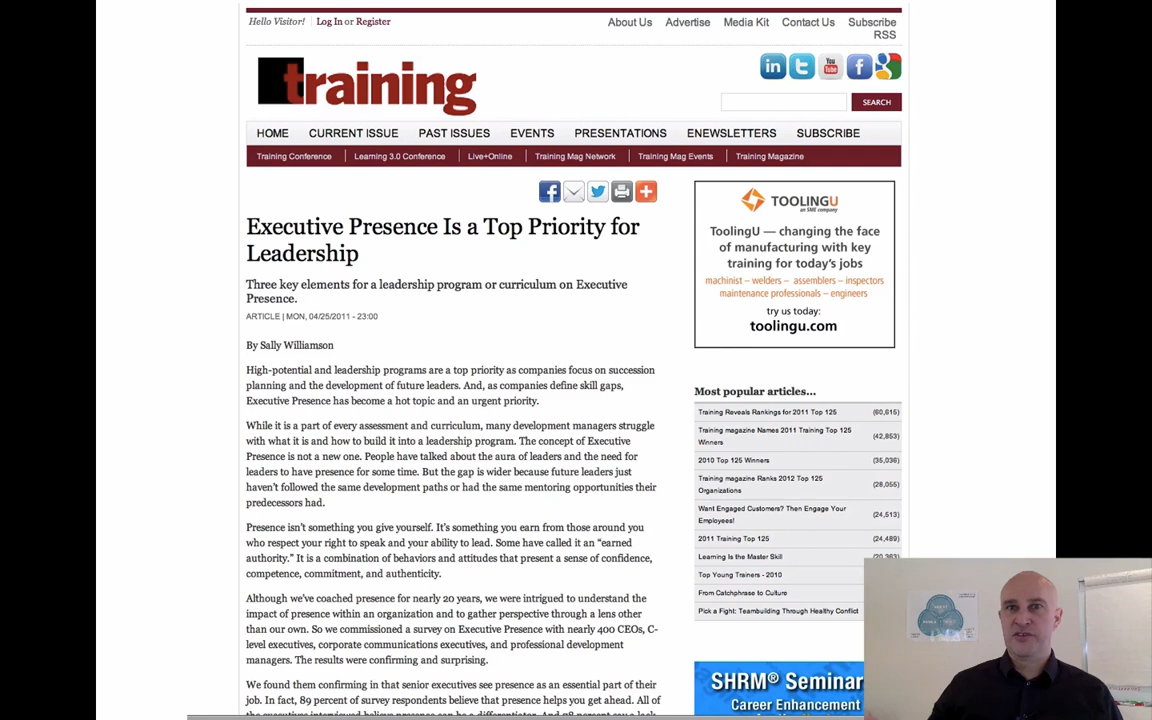 Hello Visitor! Log In or Register
About Us Advertise Media Kit Contact Us Subscribe
RSS
training
SEARCH
HOME CURRENT ISSUE PAST ISSUES EVENTS PRESENTATIONS ENEWSLETTERS SUBSCRIBE
Training Conference Learning 3.0 Conference Live+Online Training Mag Network Training Mag Events Training Magazine
Executive Presence Is a Top Priority for
Leadership
Three key elements for a leadership program or curriculum on Executive
Presence.
ARTICLE | MON, 04/25/2011 - 23:00
By Sally Williamson
High-potential and leadership programs are a top priority as companies focus on succession
planning and the development of future leaders. And, as companies define skill gaps,
Executive Presence has become a hot topic and an urgent priority.
While it is a part of every assessment and curriculum, many development managers struggle
with what it is and how to build it into a leadership program. The concept of Executive
Presence is not a new one. People have talked about the aura of leaders and the need for
leaders to have presence for some time. But the gap is wider because future leaders just
haven't followed the same development paths or had the same mentoring opportunities their
predecessors had.
Presence isn't something you give yourself. It's something you earn from those around you
who respect your right to speak and your ability to lead. Some have called it an "earned
authority." It is a combination of behaviors and attitudes that present a sense of confidence,
competence, commitment, and authenticity.
Although we've coached presence for nearly 20 years, we were intrigued to understand the
impact of presence within an organization and to gather perspective through a lens other
than our own. So we commissioned a survey on Executive Presence with nearly 400 CEOs, C-
level executives, corporate communications executives, and professional development
managers. The results were confirming and surprising.
We found them confirming in that senior executives see presence as an essential part of their
job. In fact, 89 percent of survey respondents believe that presence helps you get ahead. All of
TOOLINGU
an SME company
ToolingU — changing the face
of manufacturing with key
training for today's jobs
machinist – welders – assemblers – inspectors
maintenance professionals – engineers
try us today:
toolingu.com
Most popular articles...
Training Reveals Rankings for 2011 Top 125 (60,615)
Training magazine Names 2011 Training Top 125 (42,853)
Winners
2010 Top 125 Winners (35,036)
Training magazine Ranks 2012 Top 125 (28,055)
Organizations
Want Engaged Customers? Then Engage Your (24,513)
Employees!
2011 Training Top 125 (24,489)
Learning Is the Master Skill
Top Young Trainers - 2010
From Catchphrase to Culture
Pick a Fight: Teambuilding Through Healthy Conflict
SHRM® Seminar
Career Enhancement